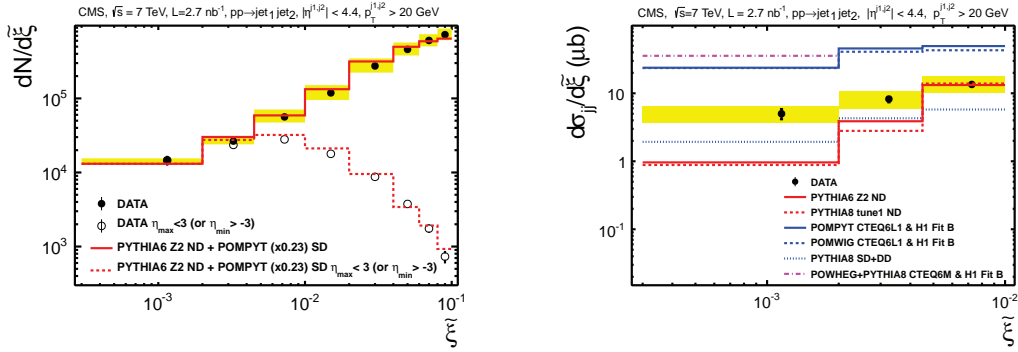 CMS, √s = 7 TeV, L=2.7 nb⁻¹, pp→jet₁jet₂, |η^j1,j2| < 4.4, p_T^j1,j2 > 20 GeV
dN/dξ̃
10⁶
10⁵
10⁴
10³
DATA
DATA η_max<3 (or η_min> -3)
PYTHIA6 Z2 ND + POMPYT (x0.23) SD
PYTHIA6 Z2 ND + POMPYT (x0.23) SD η_max< 3 (or η_min> -3)
10⁻³
10⁻²
10⁻¹
ξ̃
CMS, √s=7 TeV, L = 2.7 nb⁻¹, pp→jet₁jet₂, |η^j1,j2| < 4.4, p_T^j1,j2 > 20 GeV
dσ_jj/dξ̃ (μb)
10²
10
1
10⁻¹
DATA
PYTHIA6 Z2 ND
PYTHIA8 tune1 ND
POMPYT CTEQ6L1 & H1 Fit B
POMWIG CTEQ6L1 & H1 Fit B
PYTHIA8 SD+DD
POWHEG+PYTHIA8 CTEQ6M & H1 Fit B
10⁻³
10⁻²
ξ̃